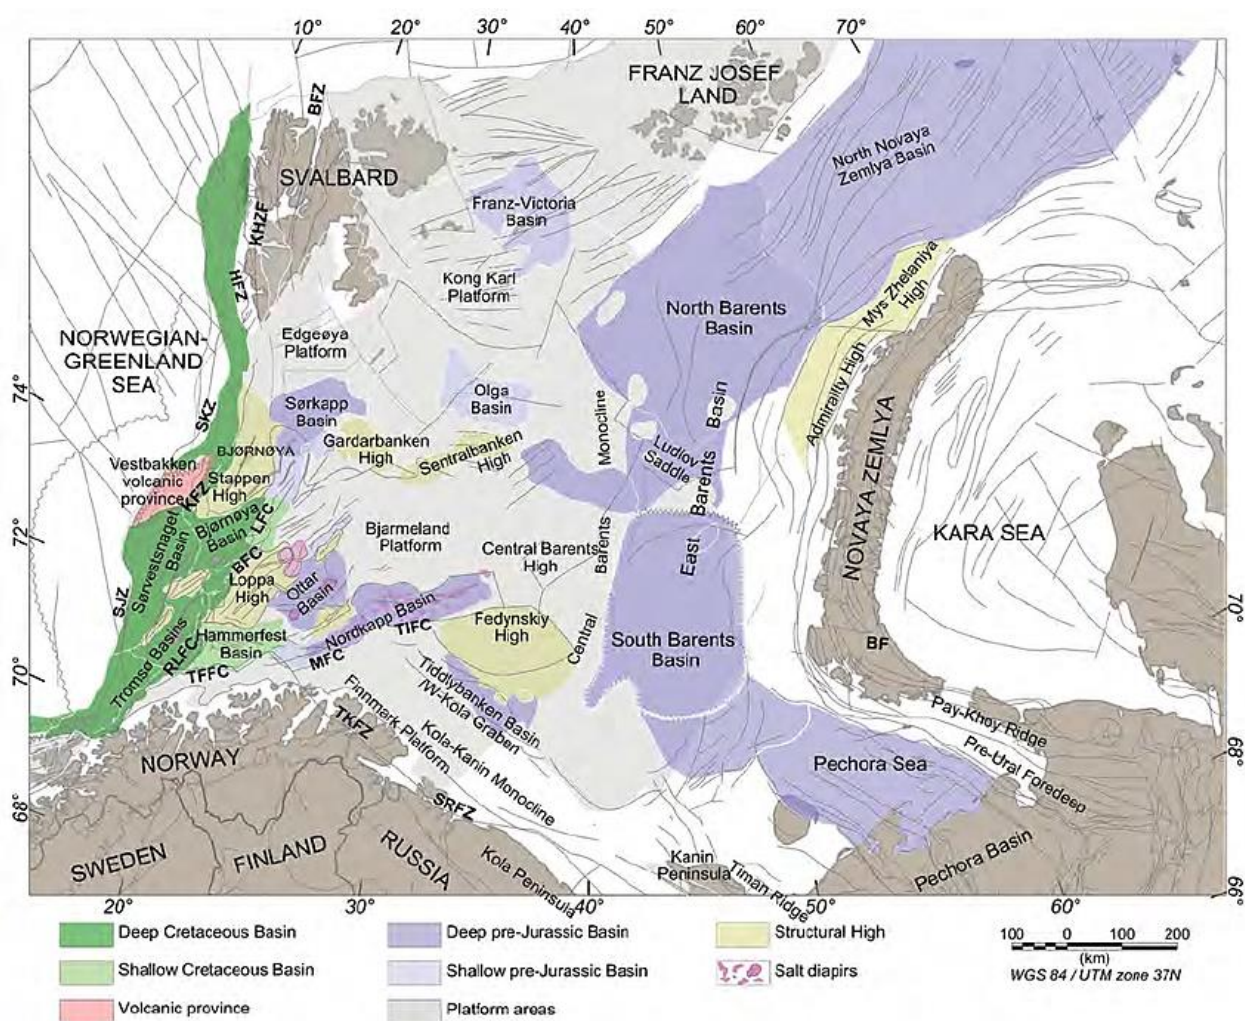 10° 20° 30° 40° 50° 60° 70°
FRANZ JOSEF
LAND
BFZ
North Novaya
Zemlya Basin
SVALBARD
Franz-Victoria
Basin
KHZF
HFZ
Kong Karl
Platform
Mys Zhelaniya
High
North Barents
Basin
NORWEGIAN-
GREENLAND
SEA
Edgeøya
Platform
Admirality High
74°
Olga
Basin
Sørkapp
Basin
SKZ
Monocline
Basin
Gardarbanken
High
Sentralbanken
High
Ludlov
Saddle
BJØRNØYA
Vestbakken
volcanic
province
Stappen
High
KFZ
Barents
NOVAYA ZEMLYA
KARA SEA
72°
Bjørnøya
Basin
LFC
Bjarmeland
Platform
Sørvestsnaget
Basin
Central Barents
High
Barents
East
BFC
Loppa
High
Ottar
Basin
SJZ
Nordkapp Basin
TIFC
Fedynskiy
High
70°
Hammerfest
Basin
Central
South Barents
Basin
BF
Tromsø Basins
RLFC
TFFC
MFC
70°
Tiddlybanken Basin
/W-Kola Graben
Finnmark Platform
TKFZ
Kola-Kanin Monocline
Pay-Khoy Ridge
Pre-Ural Foredeep
68°
NORWAY
Pechora Sea
68°
SRFZ
SWEDEN
FINLAND
RUSSIA
Kola Peninsula
Kanin
Peninsula
Timan Ridge
Pechora Basin
66°
20° 30° 40° 50° 60°
Deep Cretaceous Basin
Deep pre-Jurassic Basin
Structural High
Shallow Cretaceous Basin
Shallow pre-Jurassic Basin
Salt diapirs
Volcanic province
Platform areas
100 0 100 200
(km)
WGS 84 / UTM zone 37N